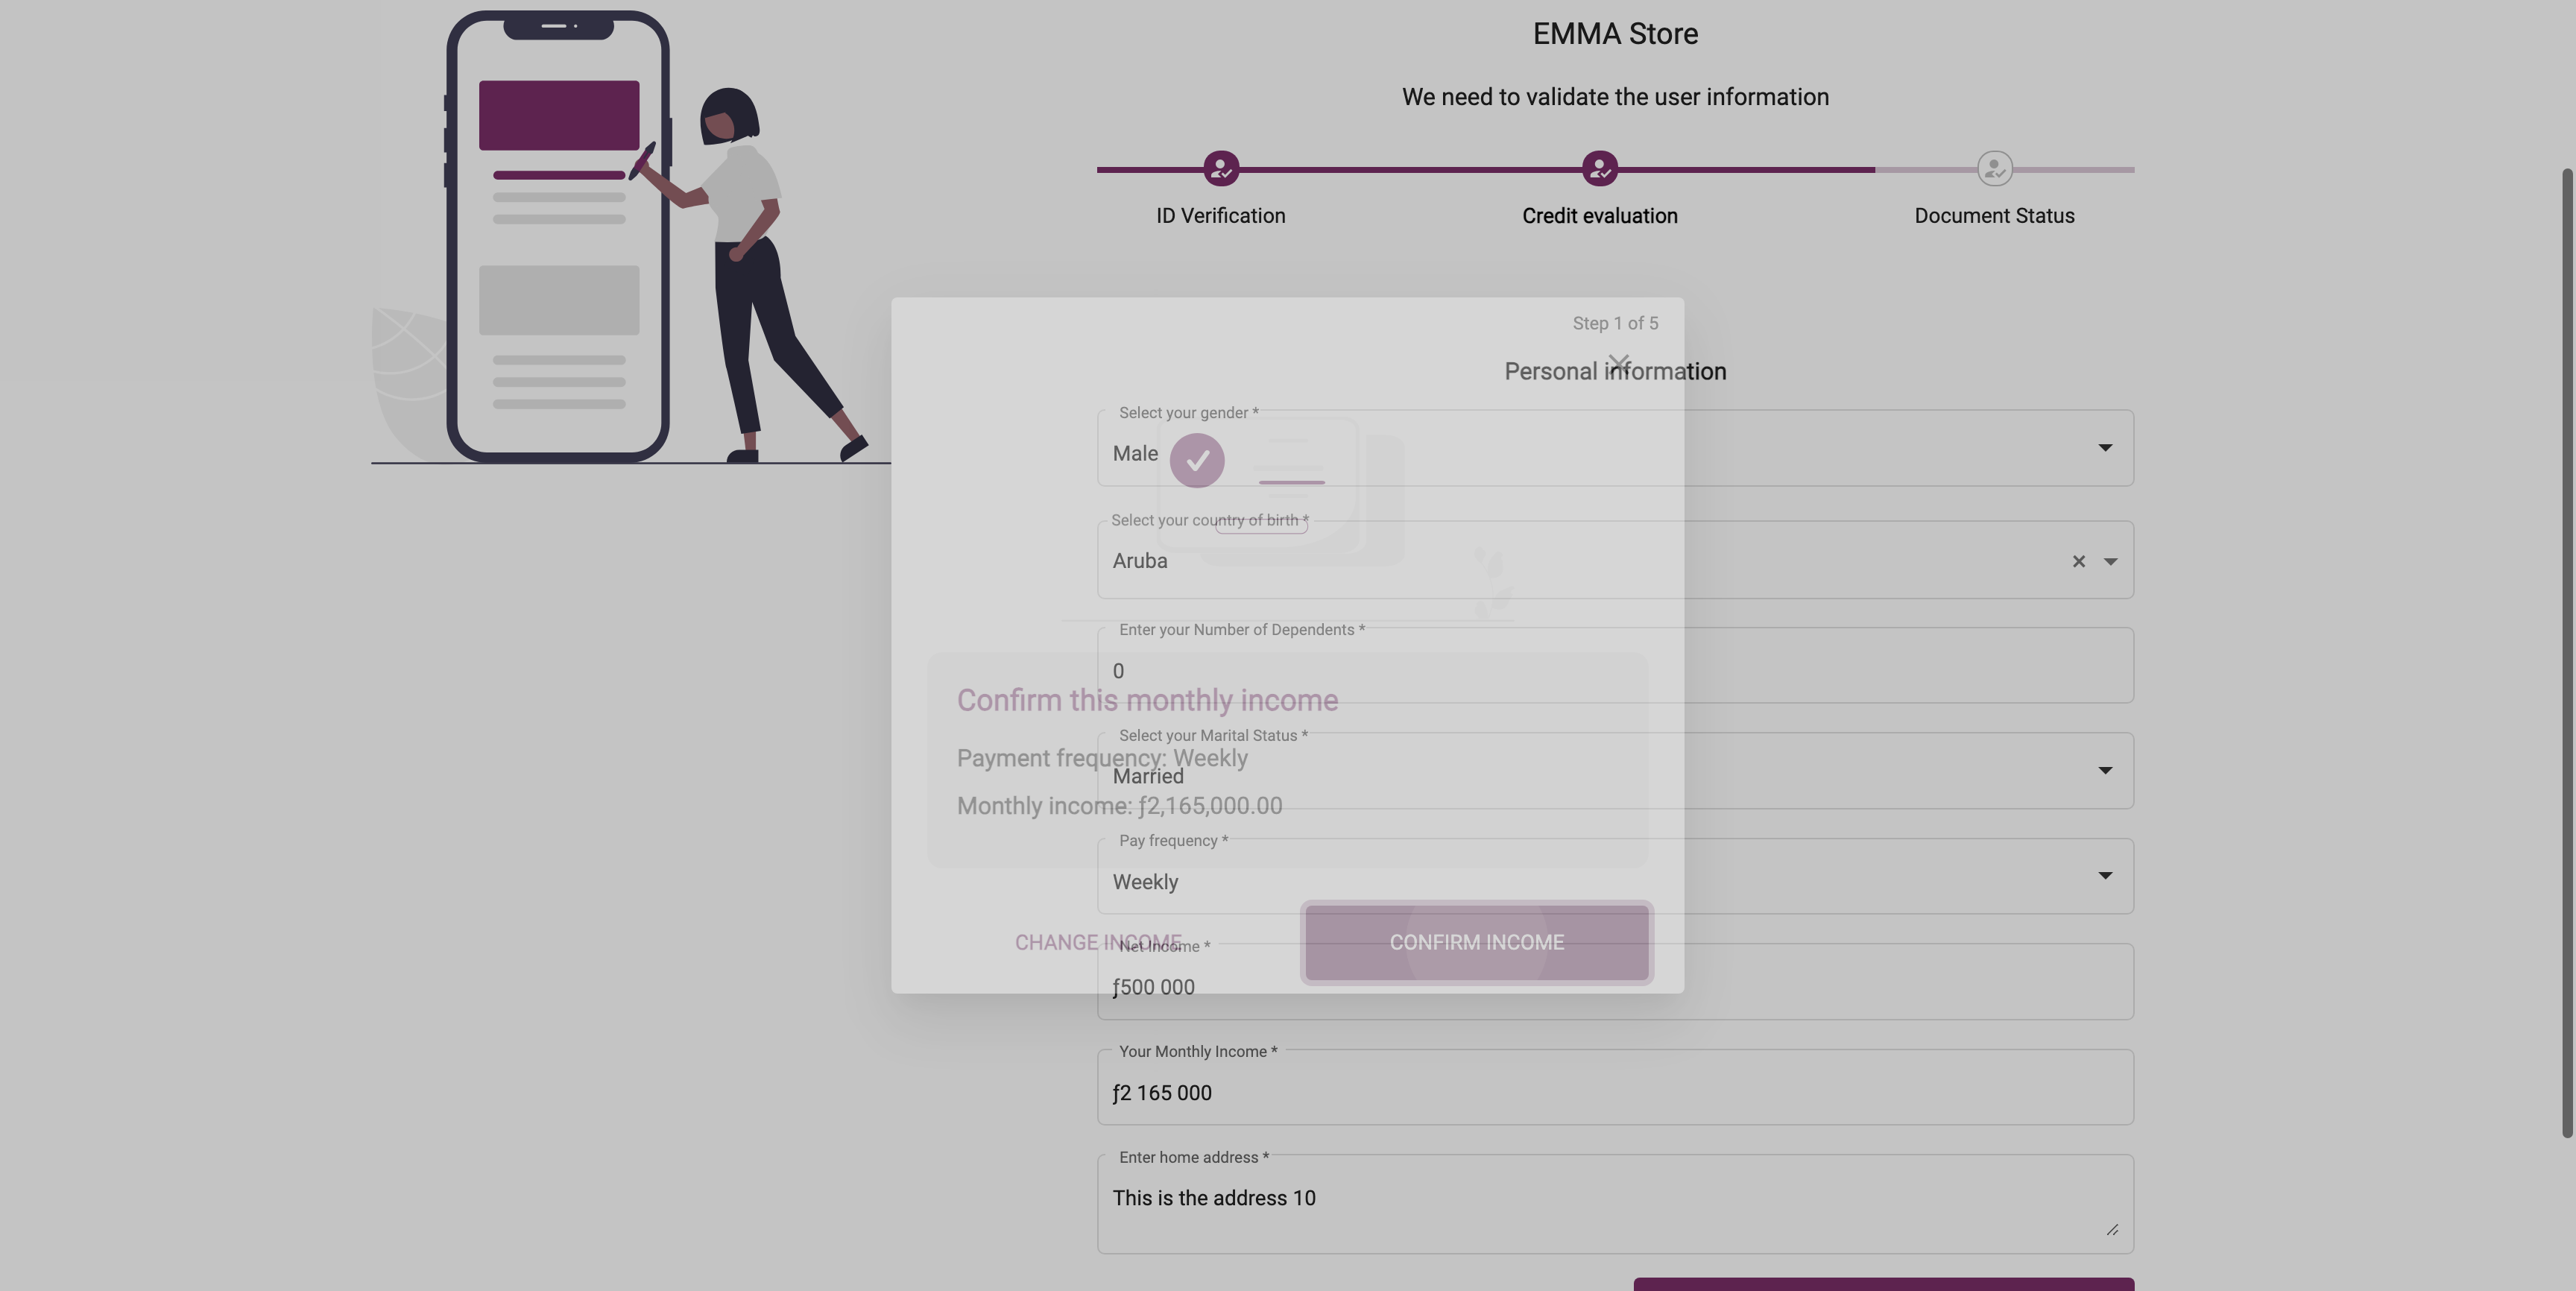 EMMA Store
We need to validate the user information
ID Verification
Credit evaluation
Document Status
Step 1 of 5
Personal information
Select your gender *
Male
Select your country of birth *
Aruba
Enter your Number of Dependents *
0
Confirm this monthly income
Select your Marital Status *
Payment frequency: Weekly
Married
Monthly income: ƒ2,165,000.00
Pay frequency *
Weekly
CHANGE INCOME
CONFIRM INCOME
Net Income *
ƒ500 000
Your Monthly Income *
ƒ2 165 000
Enter home address *
This is the address 10